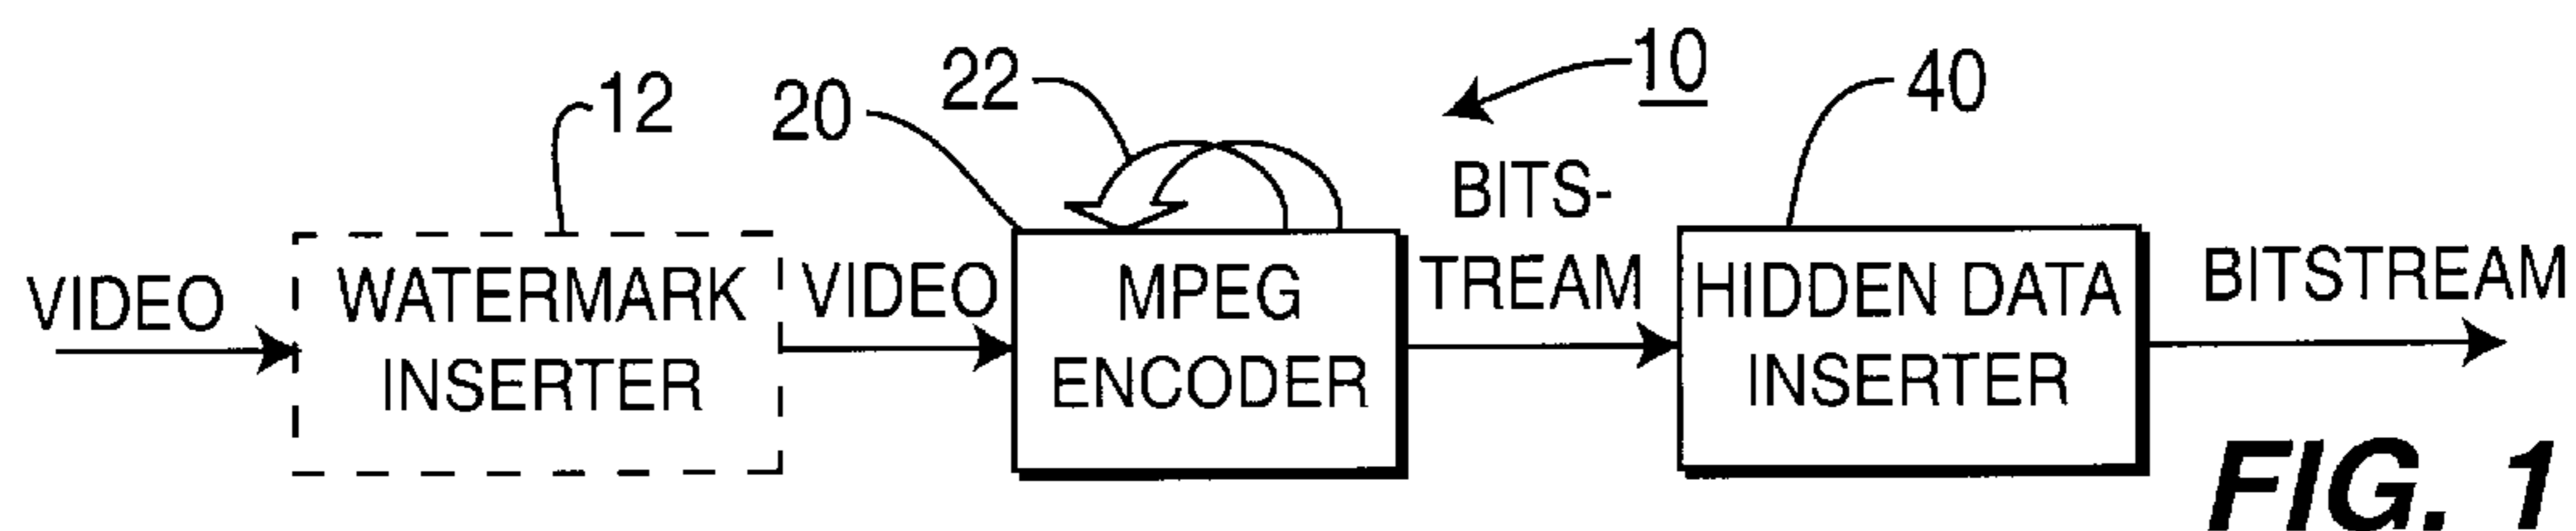 12
20
22
10
40
VIDEO
WATERMARK
INSERTER
VIDEO
MPEG
ENCODER
BITS-
TREAM
HIDDEN DATA
INSERTER
BITSTREAM
FIG. 1